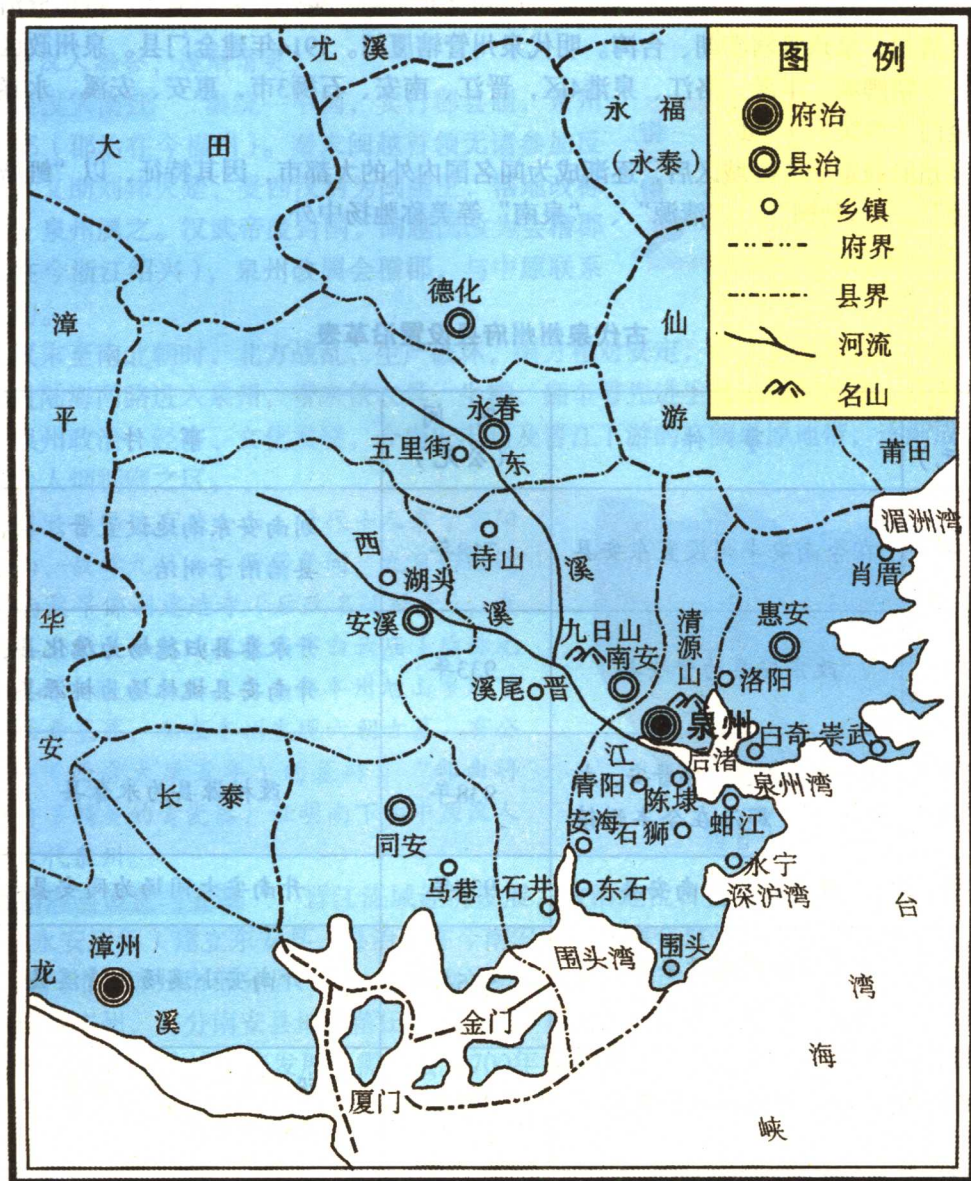 图 例
府治
县治
乡镇
府界
县界
河流
名山
尤溪
大田
永福
(永泰)
德化
仙游
漳平
永春
五里街
东溪
莆田
湄洲湾
诗山
西溪
肖厝
湖头
安溪
惠安
华安
九日山
清源山
南安
洛阳
溪尾
晋江
泉州
白奇
崇武
后渚
泉州湾
长泰
青阳
陈埭
同安
安海
石狮
蚶江
马巷
永宁
石井
东石
深沪湾
漳州
围头湾
围头
龙溪
金门
厦门
台湾海峡